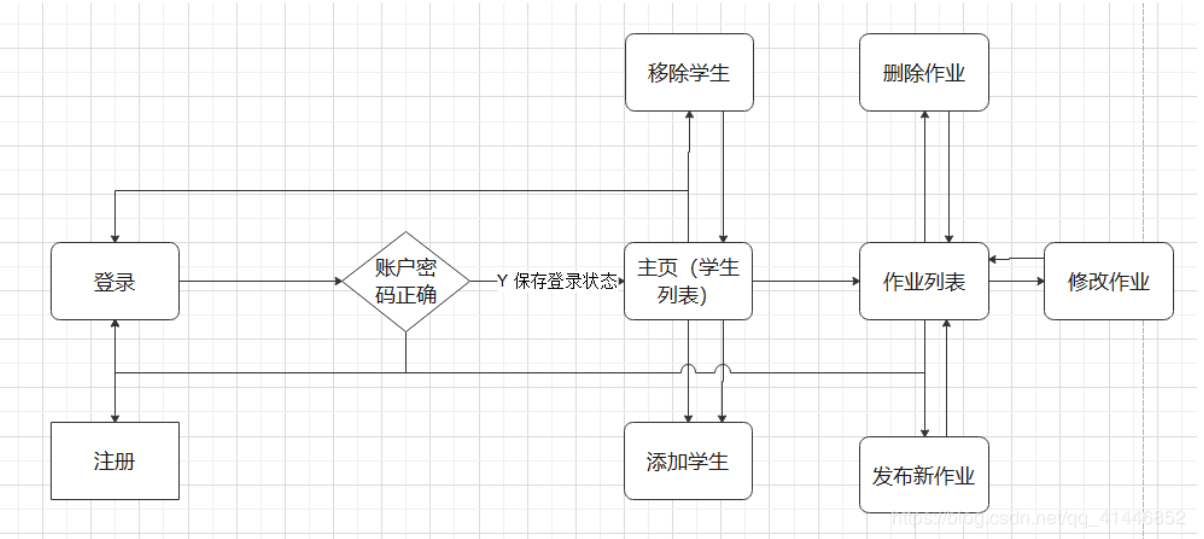 移除学生
删除作业
登录
账户密
码正确
Y 保存登录状态
主页（学生
列表）
作业列表
修改作业
注册
添加学生
发布新作业
https://blog.csdn.net/qq_41446852